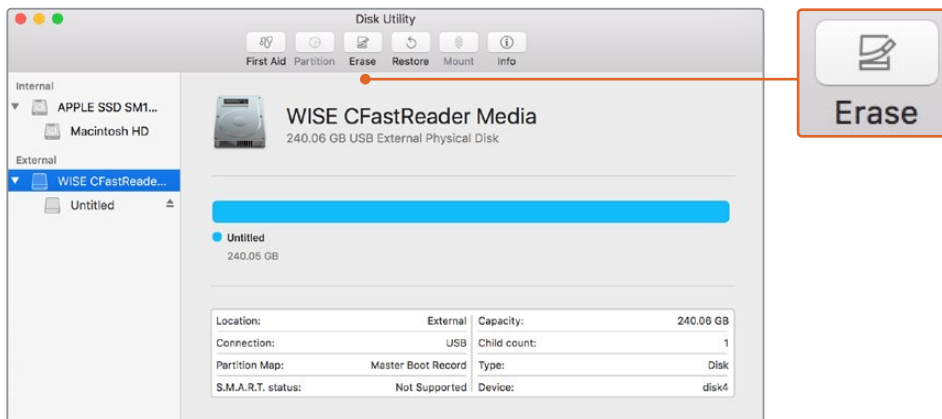 Disk Utility
First Aid Partition Erase Restore Mount Info
Erase
Internal
APPLE SSD SM1...
Macintosh HD
External
WISE CFastReade...
Untitled
WISE CFastReader Media
240.06 GB USB External Physical Disk
Untitled
240.05 GB
Location: External Capacity: 240.06 GB
Connection: USB Child count: 1
Partition Map: Master Boot Record Type: Disk
S.M.A.R.T. status: Not Supported Device: disk4